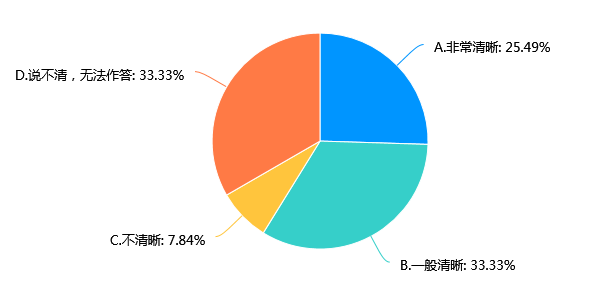 A.非常清晰: 25.49%
D.说不清，无法作答: 33.33%
C.不清晰: 7.84%
B.一般清晰: 33.33%